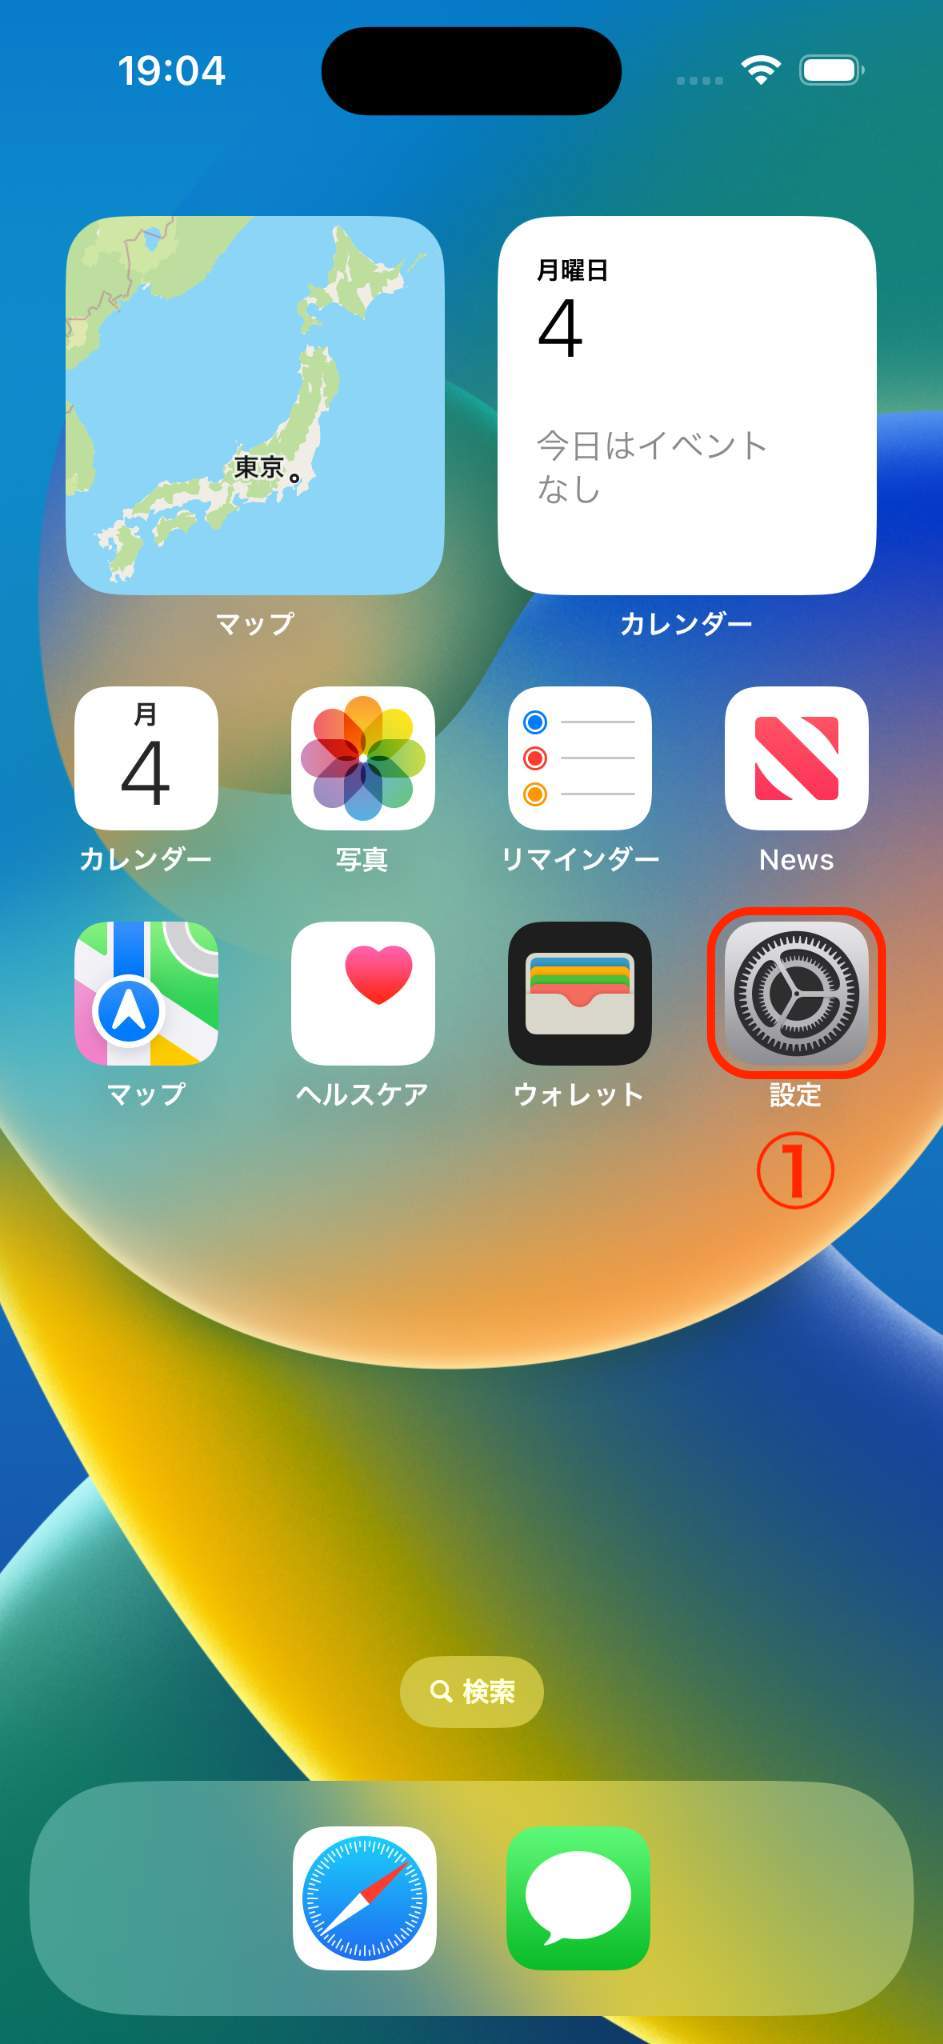 19:04
月曜日
4
今日はイベント
なし
東京
マップ
カレンダー
月
4
カレンダー
写真
リマインダー
News
マップ
ヘルスケア
ウォレット
設定
①
検索